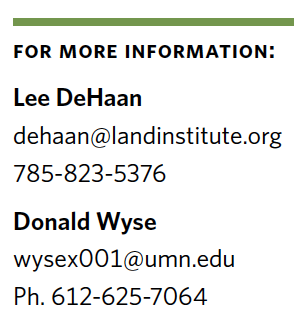 FOR MORE INFORMATION:
Lee DeHaan
dehaan@landinstitute.org
785-823-5376
Donald Wyse
wysex001@umn.edu
Ph. 612-625-7064